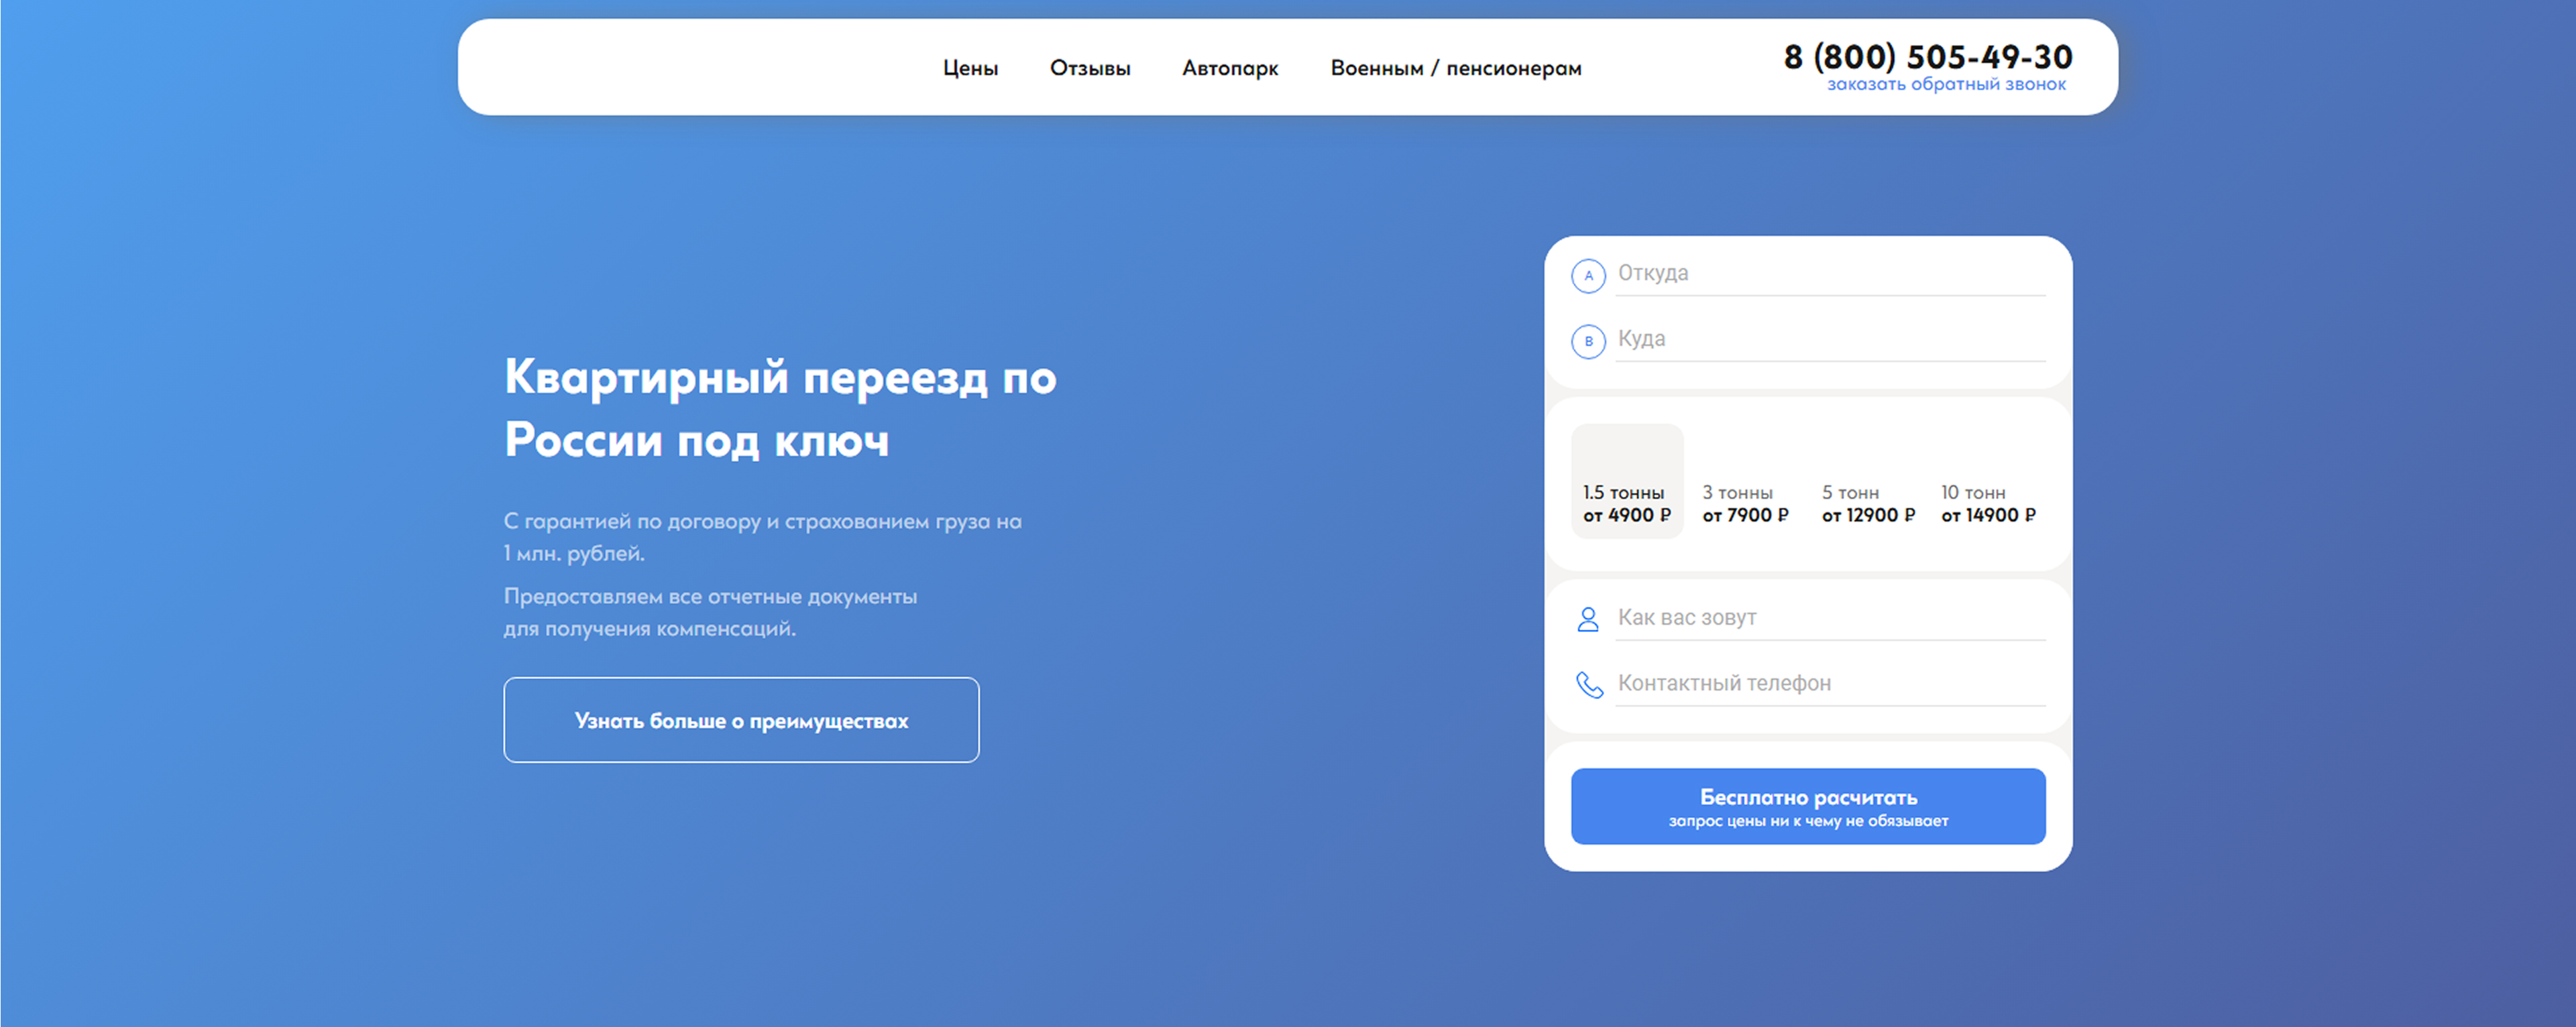 Цены Отзывы Автопарк Военным / пенсионерам
8 (800) 505-49-30
заказать обратный звонок
Квартирный переезд по
России под ключ
С гарантией по договору и страхованием груза на
1 млн. рублей.
Предоставляем все отчетные документы
для получения компенсаций.
Узнать больше о преимуществах
A Откуда
B Куда
1.5 тонны 3 тонны 5 тонн 10 тонн
от 4900 ₽ от 7900 ₽ от 12900 ₽ от 14900 ₽
Как вас зовут
Контактный телефон
Бесплатно расчитать
запрос цены ни к чему не обязывает